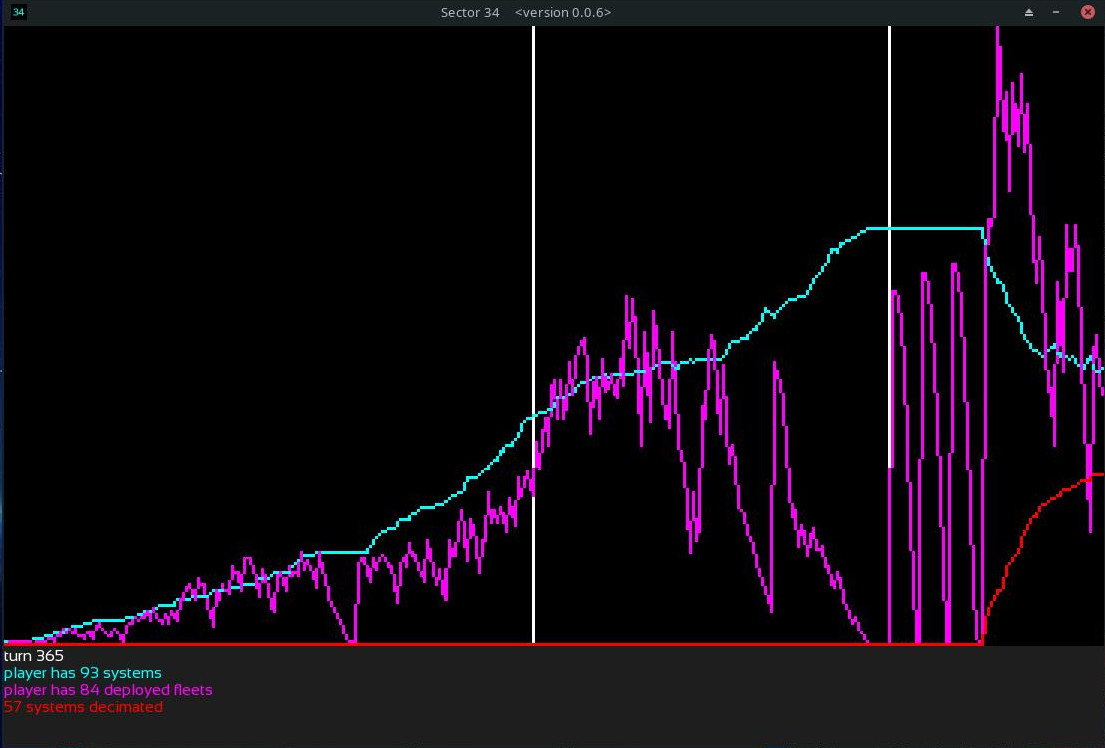 34
Sector 34 <version 0.0.6>
turn 365
player has 93 systems
player has 84 deployed fleets
57 systems decimated